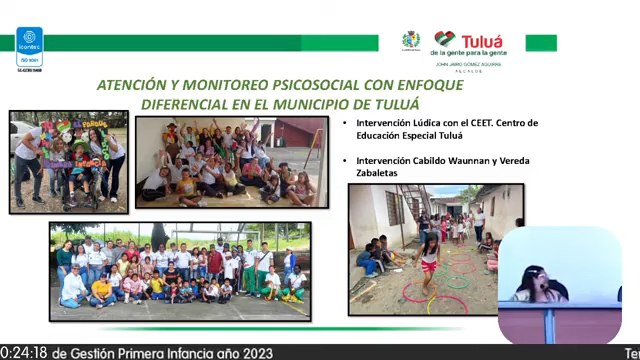 icontec
ISO 9001
Tuluá
de la gente para la gente
JOHN JAIRO GÓMEZ AGUIRRE
ALCALDE
ATENCIÓN Y MONITOREO PSICOSOCIAL CON ENFOQUE
DIFERENCIAL EN EL MUNICIPIO DE TULUÁ
• Intervención Lúdica con el CEET. Centro de
Educación Especial Tuluá
• Intervención Cabildo Waunnan y Vereda
Zabaletas
0:24:18 de Gestión Primera Infancia año 2023